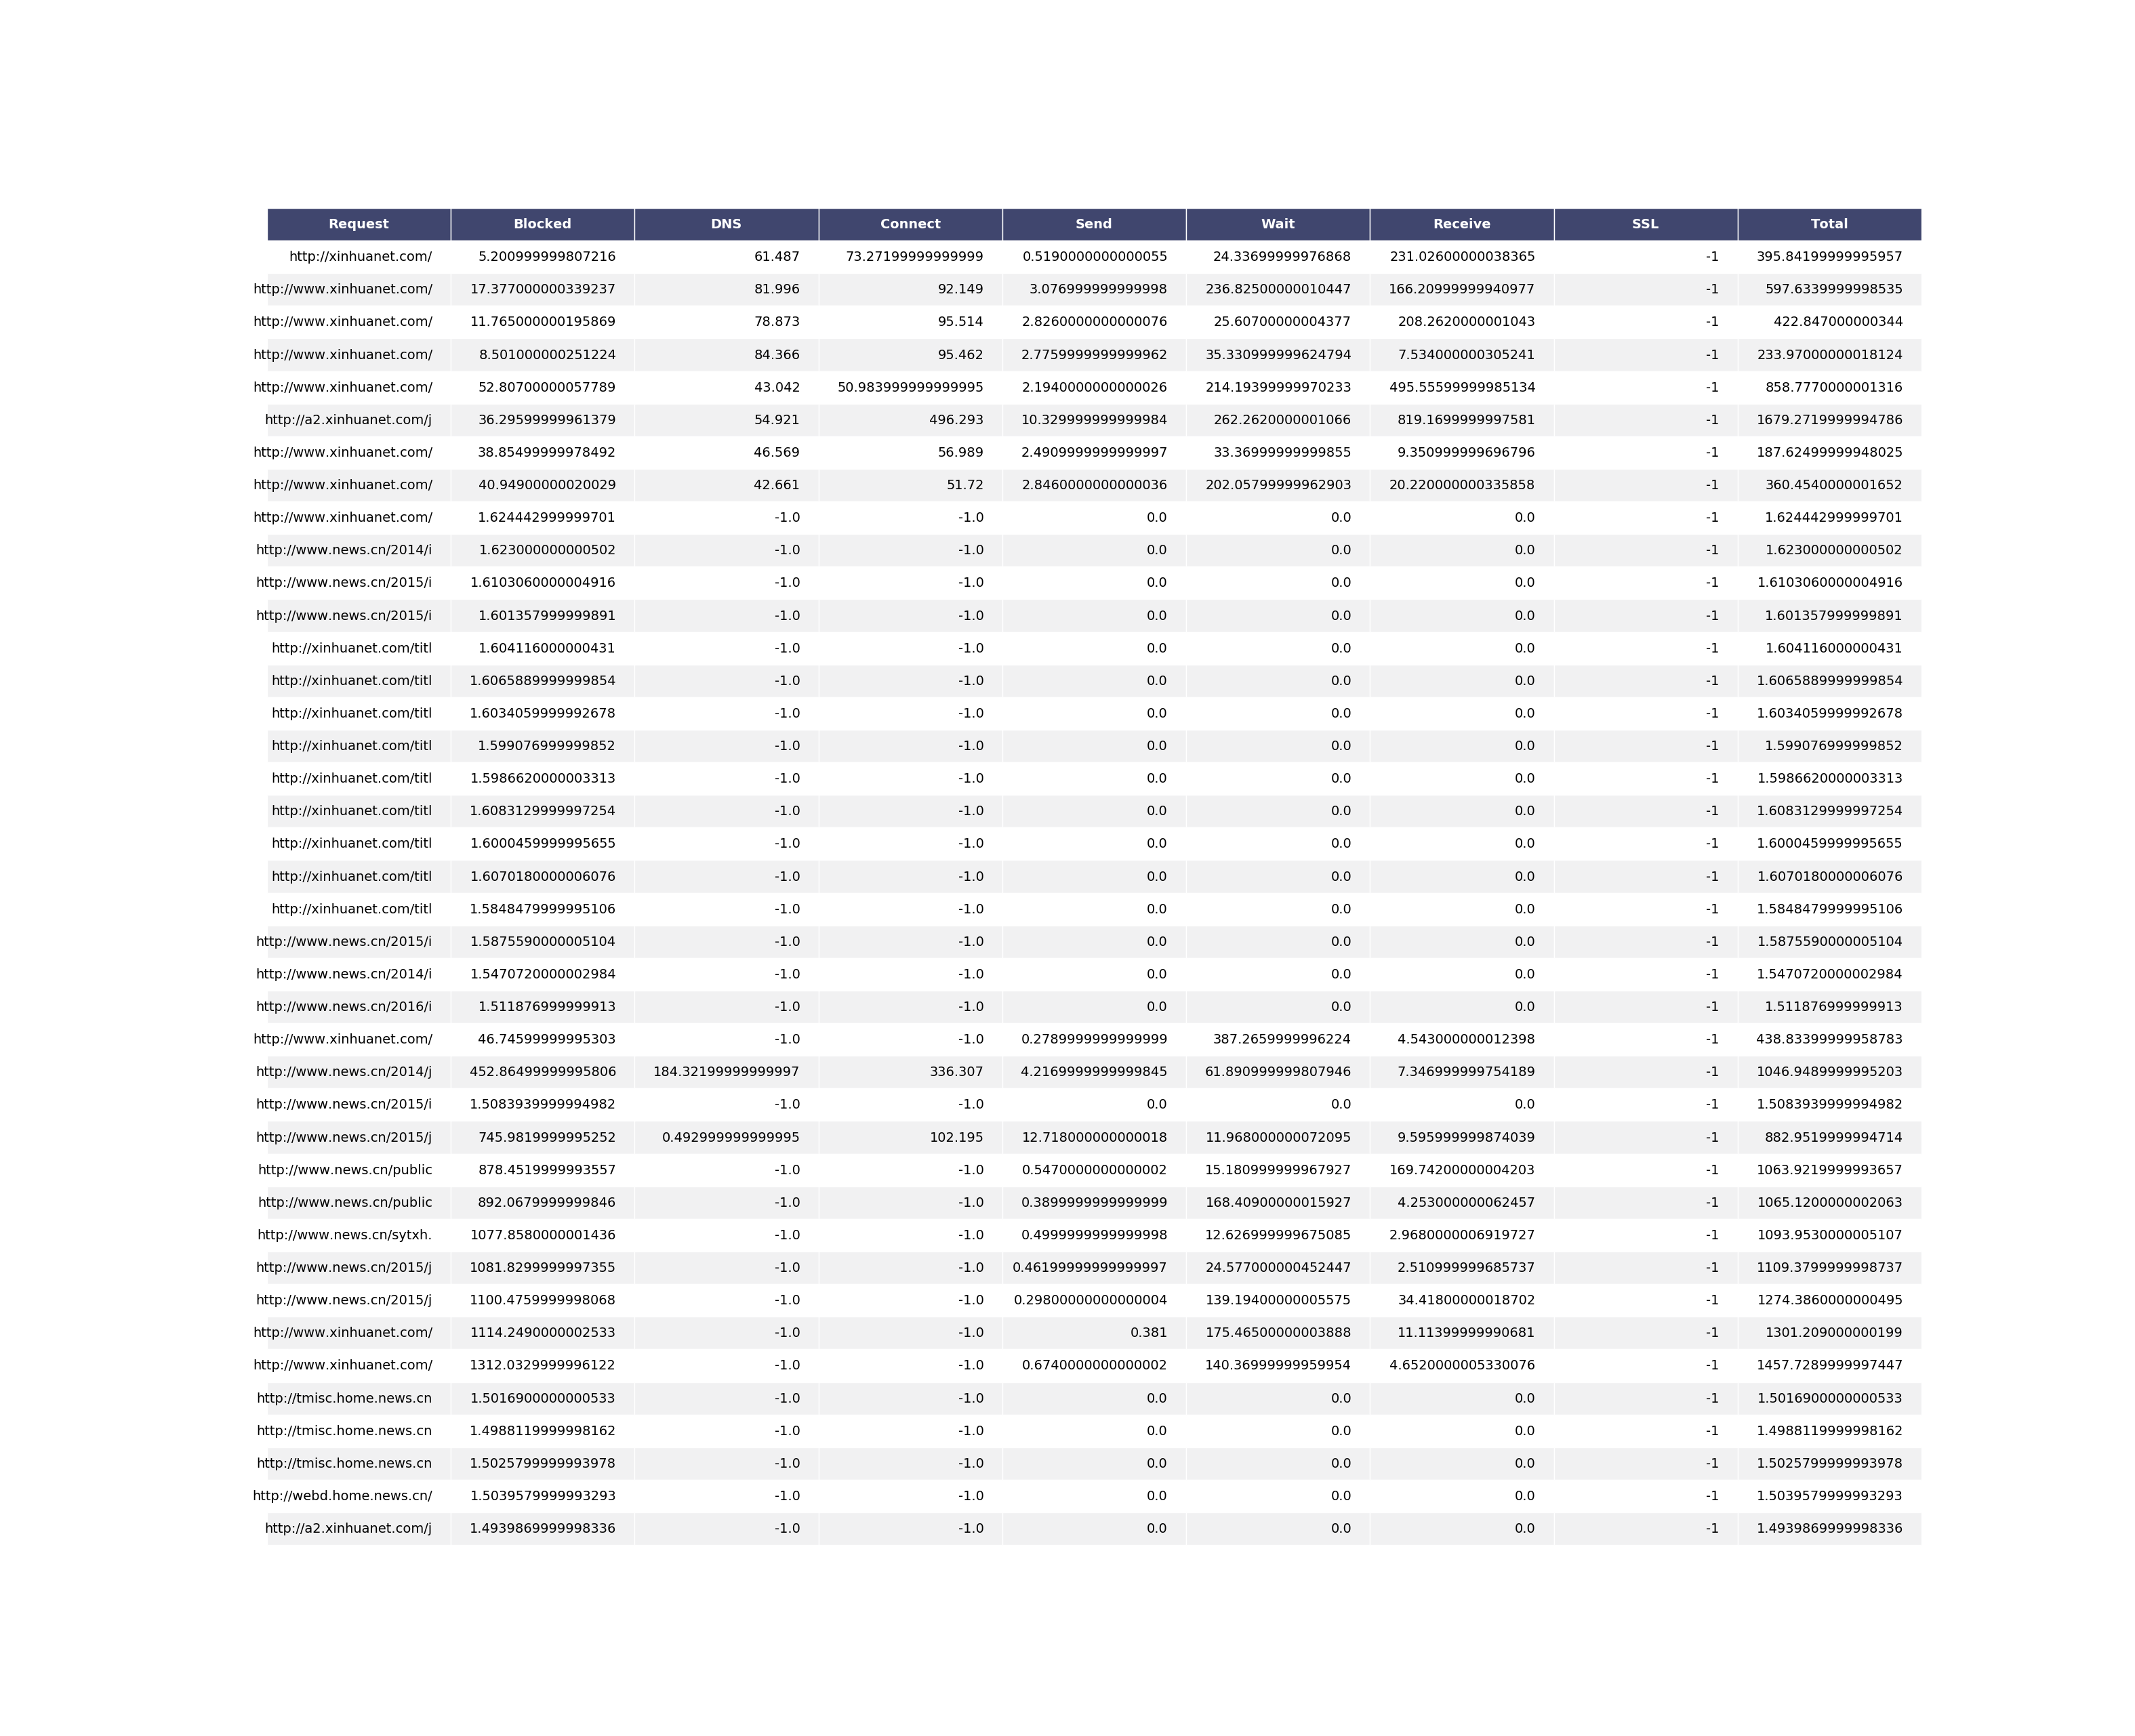 Request Blocked DNS Connect Send Wait Receive SSL Total
http://xinhuanet.com/ 5.200999999807216 61.487 73.27199999999999 0.5190000000000055 24.33699999976868 231.02600000038365 -1 395.84199999995957
http://www.xinhuanet.com/ 17.377000000339237 81.996 92.149 3.076999999999998 236.82500000010447 166.20999999940977 -1 597.6339999998535
http://www.xinhuanet.com/ 11.765000000195869 78.873 95.514 2.8260000000000076 25.60700000004377 208.2620000001043 -1 422.847000000344
http://www.xinhuanet.com/ 8.501000000251224 84.366 95.462 2.7759999999999962 35.330999999624794 7.534000000305241 -1 233.97000000018124
http://www.xinhuanet.com/ 52.80700000057789 43.042 50.983999999999995 2.1940000000000026 214.19399999970233 495.55599999985134 -1 858.7770000001316
http://a2.xinhuanet.com/j 36.29599999961379 54.921 496.293 10.329999999999984 262.2620000001066 819.1699999997581 -1 1679.2719999994786
http://www.xinhuanet.com/ 38.85499999978492 46.569 56.989 2.4909999999999997 33.36999999999855 9.350999999696796 -1 187.62499999948025
http://www.xinhuanet.com/ 40.94900000020029 42.661 51.72 2.8460000000000036 202.05799999962903 20.220000000335858 -1 360.4540000001652
http://www.xinhuanet.com/ 1.624442999999701 -1.0 -1.0 0.0 0.0 0.0 -1 1.624442999999701
http://www.news.cn/2014/i 1.623000000000502 -1.0 -1.0 0.0 0.0 0.0 -1 1.623000000000502
http://www.news.cn/2015/i 1.6103060000004916 -1.0 -1.0 0.0 0.0 0.0 -1 1.6103060000004916
http://www.news.cn/2015/i 1.601357999999891 -1.0 -1.0 0.0 0.0 0.0 -1 1.601357999999891
http://xinhuanet.com/titl 1.604116000000431 -1.0 -1.0 0.0 0.0 0.0 -1 1.604116000000431
http://xinhuanet.com/titl 1.6065889999999854 -1.0 -1.0 0.0 0.0 0.0 -1 1.6065889999999854
http://xinhuanet.com/titl 1.6034059999992678 -1.0 -1.0 0.0 0.0 0.0 -1 1.6034059999992678
http://xinhuanet.com/titl 1.599076999999852 -1.0 -1.0 0.0 0.0 0.0 -1 1.599076999999852
http://xinhuanet.com/titl 1.5986620000003313 -1.0 -1.0 0.0 0.0 0.0 -1 1.5986620000003313
http://xinhuanet.com/titl 1.6083129999997254 -1.0 -1.0 0.0 0.0 0.0 -1 1.6083129999997254
http://xinhuanet.com/titl 1.6000459999995655 -1.0 -1.0 0.0 0.0 0.0 -1 1.6000459999995655
http://xinhuanet.com/titl 1.6070180000006076 -1.0 -1.0 0.0 0.0 0.0 -1 1.6070180000006076
http://xinhuanet.com/titl 1.5848479999995106 -1.0 -1.0 0.0 0.0 0.0 -1 1.5848479999995106
http://www.news.cn/2015/i 1.5875590000005104 -1.0 -1.0 0.0 0.0 0.0 -1 1.5875590000005104
http://www.news.cn/2014/i 1.5470720000002984 -1.0 -1.0 0.0 0.0 0.0 -1 1.5470720000002984
http://www.news.cn/2016/i 1.511876999999913 -1.0 -1.0 0.0 0.0 0.0 -1 1.511876999999913
http://www.xinhuanet.com/ 46.74599999995303 -1.0 -1.0 0.2789999999999999 387.2659999996224 4.543000000012398 -1 438.83399999958783
http://www.news.cn/2014/j 452.86499999995806 184.32199999999997 336.307 4.2169999999999845 61.890999999807946 7.346999999754189 -1 1046.9489999995203
http://www.news.cn/2015/i 1.5083939999994982 -1.0 -1.0 0.0 0.0 0.0 -1 1.5083939999994982
http://www.news.cn/2015/j 745.9819999995252 0.492999999999995 102.195 12.718000000000018 11.968000000072095 9.595999999874039 -1 882.9519999994714
http://www.news.cn/public 878.4519999993557 -1.0 -1.0 0.5470000000000002 15.180999999967927 169.74200000004203 -1 1063.9219999993657
http://www.news.cn/public 892.0679999999846 -1.0 -1.0 0.3899999999999999 168.40900000015927 4.253000000062457 -1 1065.1200000002063
http://www.news.cn/sytxh. 1077.8580000001436 -1.0 -1.0 0.4999999999999998 12.626999999675085 2.9680000006919727 -1 1093.9530000005107
http://www.news.cn/2015/j 1081.8299999997355 -1.0 -1.0 0.46199999999999997 24.577000000452447 2.510999999685737 -1 1109.3799999998737
http://www.news.cn/2015/j 1100.4759999998068 -1.0 -1.0 0.29800000000000004 139.19400000005575 34.41800000018702 -1 1274.3860000000495
http://www.xinhuanet.com/ 1114.2490000002533 -1.0 -1.0 0.381 175.46500000003888 11.11399999990681 -1 1301.209000000199
http://www.xinhuanet.com/ 1312.0329999996122 -1.0 -1.0 0.6740000000000002 140.36999999959954 4.6520000005330076 -1 1457.7289999997447
http://tmisc.home.news.cn 1.5016900000000533 -1.0 -1.0 0.0 0.0 0.0 -1 1.5016900000000533
http://tmisc.home.news.cn 1.4988119999998162 -1.0 -1.0 0.0 0.0 0.0 -1 1.4988119999998162
http://tmisc.home.news.cn 1.5025799999993978 -1.0 -1.0 0.0 0.0 0.0 -1 1.5025799999993978
http://webd.home.news.cn/ 1.5039579999993293 -1.0 -1.0 0.0 0.0 0.0 -1 1.5039579999993293
http://a2.xinhuanet.com/j 1.4939869999998336 -1.0 -1.0 0.0 0.0 0.0 -1 1.4939869999998336